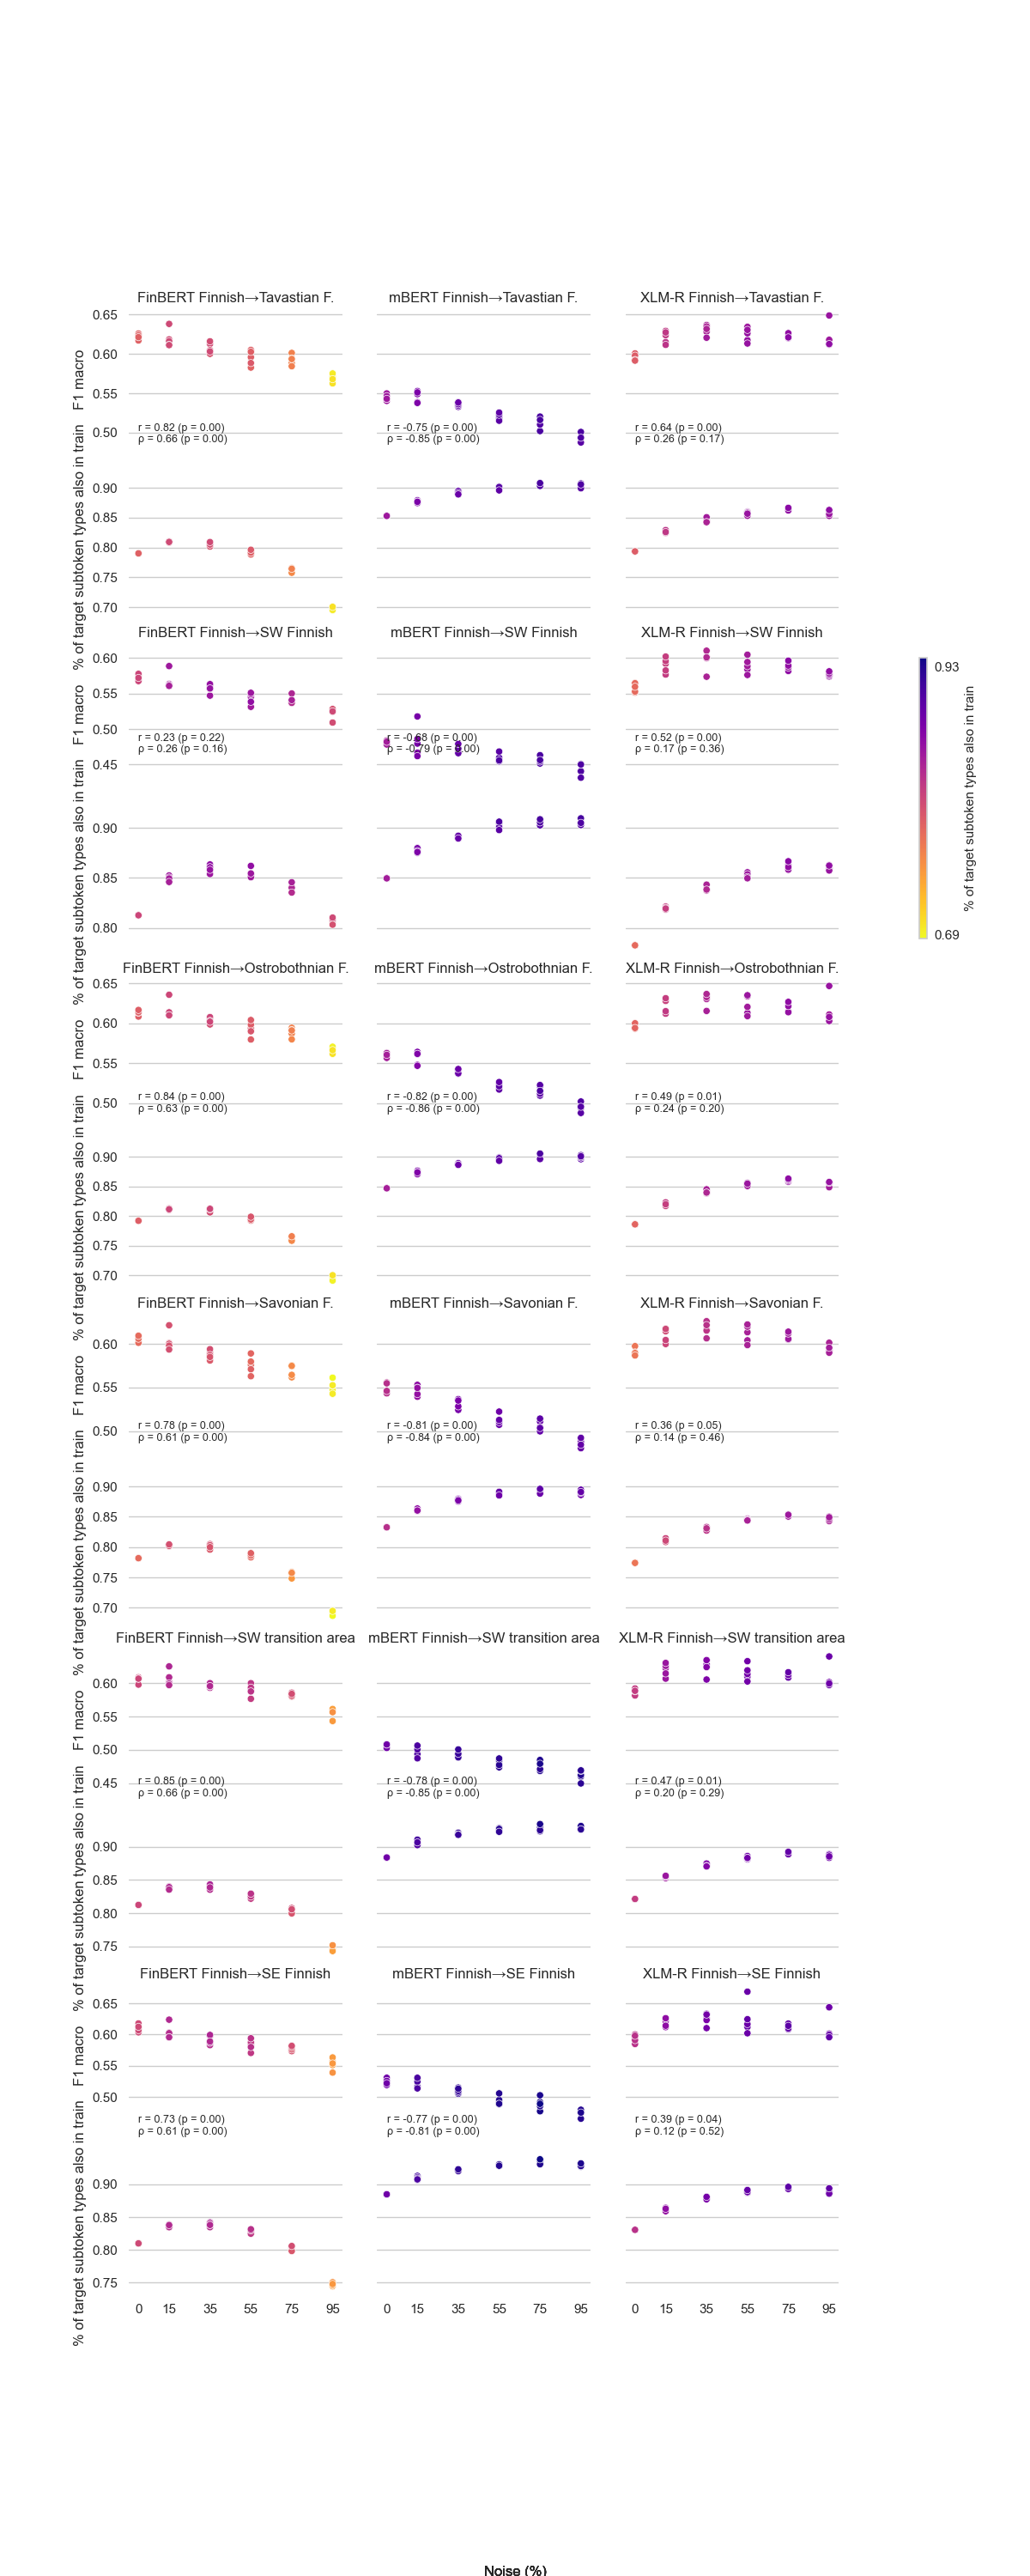 FinBERT Finnish→Tavastian F.
mBERT Finnish→Tavastian F.
XLM-R Finnish→Tavastian F.
F1 macro
0.65
0.60
0.55
0.50
r = 0.82 (p = 0.00)
ρ = 0.66 (p = 0.00)
r = -0.75 (p = 0.00)
ρ = -0.85 (p = 0.00)
r = 0.64 (p = 0.00)
ρ = 0.26 (p = 0.17)
% of target subtoken types also in train
0.90
0.85
0.80
0.75
0.70
FinBERT Finnish→SW Finnish
mBERT Finnish→SW Finnish
XLM-R Finnish→SW Finnish
F1 macro
0.60
0.55
0.50
0.45
r = 0.23 (p = 0.22)
ρ = 0.26 (p = 0.16)
r = -0.68 (p = 0.00)
ρ = -0.79 (p = 0.00)
r = 0.52 (p = 0.00)
ρ = 0.17 (p = 0.36)
% of target subtoken types also in train
0.90
0.85
0.80
0.93
% of target subtoken types also in train
0.69
FinBERT Finnish→Ostrobothnian F.
mBERT Finnish→Ostrobothnian F.
XLM-R Finnish→Ostrobothnian F.
F1 macro
0.65
0.60
0.55
0.50
r = 0.84 (p = 0.00)
ρ = 0.63 (p = 0.00)
r = -0.82 (p = 0.00)
ρ = -0.86 (p = 0.00)
r = 0.49 (p = 0.01)
ρ = 0.24 (p = 0.20)
% of target subtoken types also in train
0.90
0.85
0.80
0.75
0.70
FinBERT Finnish→Savonian F.
mBERT Finnish→Savonian F.
XLM-R Finnish→Savonian F.
F1 macro
0.60
0.55
0.50
r = 0.78 (p = 0.00)
ρ = 0.61 (p = 0.00)
r = -0.81 (p = 0.00)
ρ = -0.84 (p = 0.00)
r = 0.36 (p = 0.05)
ρ = 0.14 (p = 0.46)
% of target subtoken types also in train
0.90
0.85
0.80
0.75
0.70
FinBERT Finnish→SW transition area
mBERT Finnish→SW transition area
XLM-R Finnish→SW transition area
F1 macro
0.60
0.55
0.50
0.45
r = 0.85 (p = 0.00)
ρ = 0.66 (p = 0.00)
r = -0.78 (p = 0.00)
ρ = -0.85 (p = 0.00)
r = 0.47 (p = 0.01)
ρ = 0.20 (p = 0.29)
% of target subtoken types also in train
0.90
0.85
0.80
0.75
FinBERT Finnish→SE Finnish
mBERT Finnish→SE Finnish
XLM-R Finnish→SE Finnish
F1 macro
0.65
0.60
0.55
0.50
r = 0.73 (p = 0.00)
ρ = 0.61 (p = 0.00)
r = -0.77 (p = 0.00)
ρ = -0.81 (p = 0.00)
r = 0.39 (p = 0.04)
ρ = 0.12 (p = 0.52)
% of target subtoken types also in train
0.90
0.85
0.80
0.75
0 15 35 55 75 95
0 15 35 55 75 95
0 15 35 55 75 95
Noise (%)